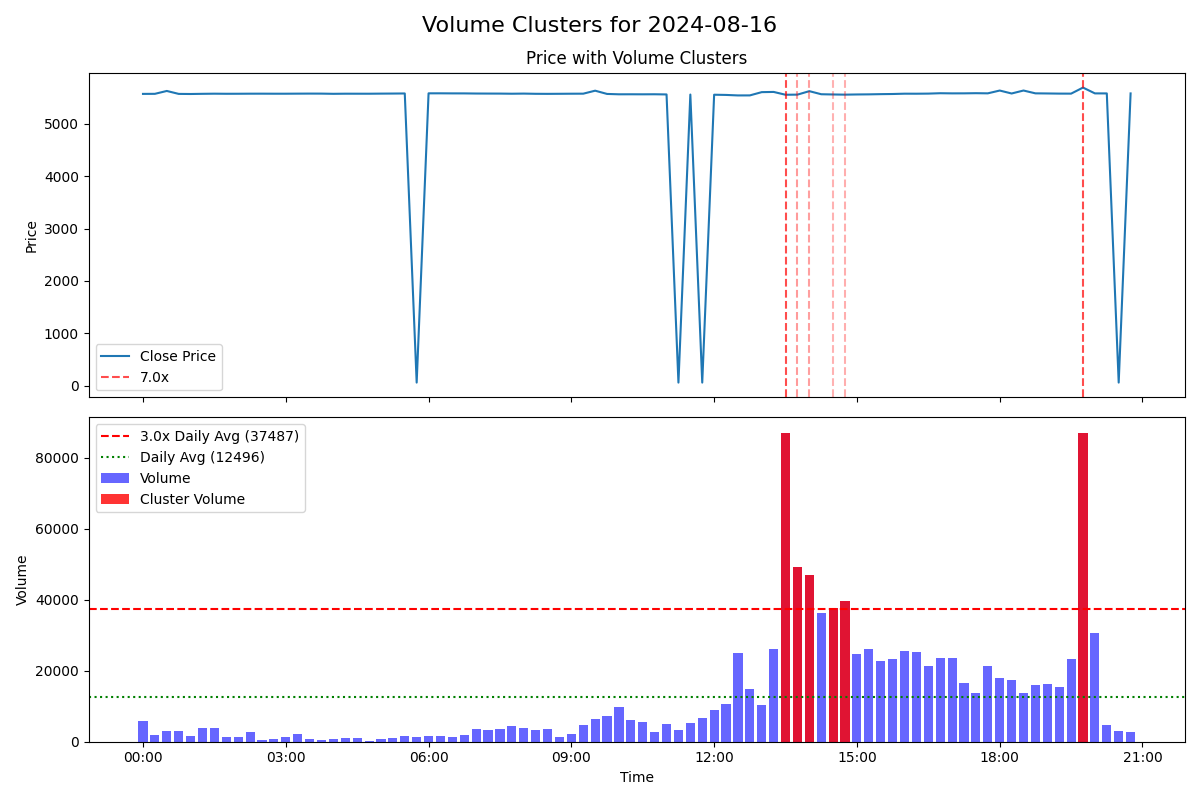 Volume Clusters for 2024-08-16
Price with Volume Clusters
Price
5000
4000
3000
2000
1000
0
Close Price
7.0x
Volume
80000
60000
40000
20000
0
3.0x Daily Avg (37487)
Daily Avg (12496)
Volume
Cluster Volume
00:00 03:00 06:00 09:00 12:00 15:00 18:00 21:00
Time